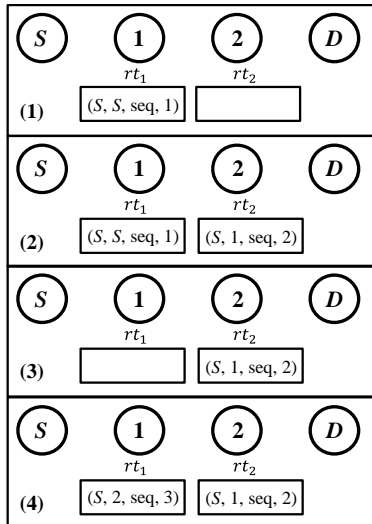 S 1 2 D
rt₁ rt₂
(1) (S, S, seq, 1)
S 1 2 D
rt₁ rt₂
(2) (S, S, seq, 1) (S, 1, seq, 2)
S 1 2 D
rt₁ rt₂
(3) (S, 1, seq, 2)
S 1 2 D
rt₁ rt₂
(4) (S, 2, seq, 3) (S, 1, seq, 2)